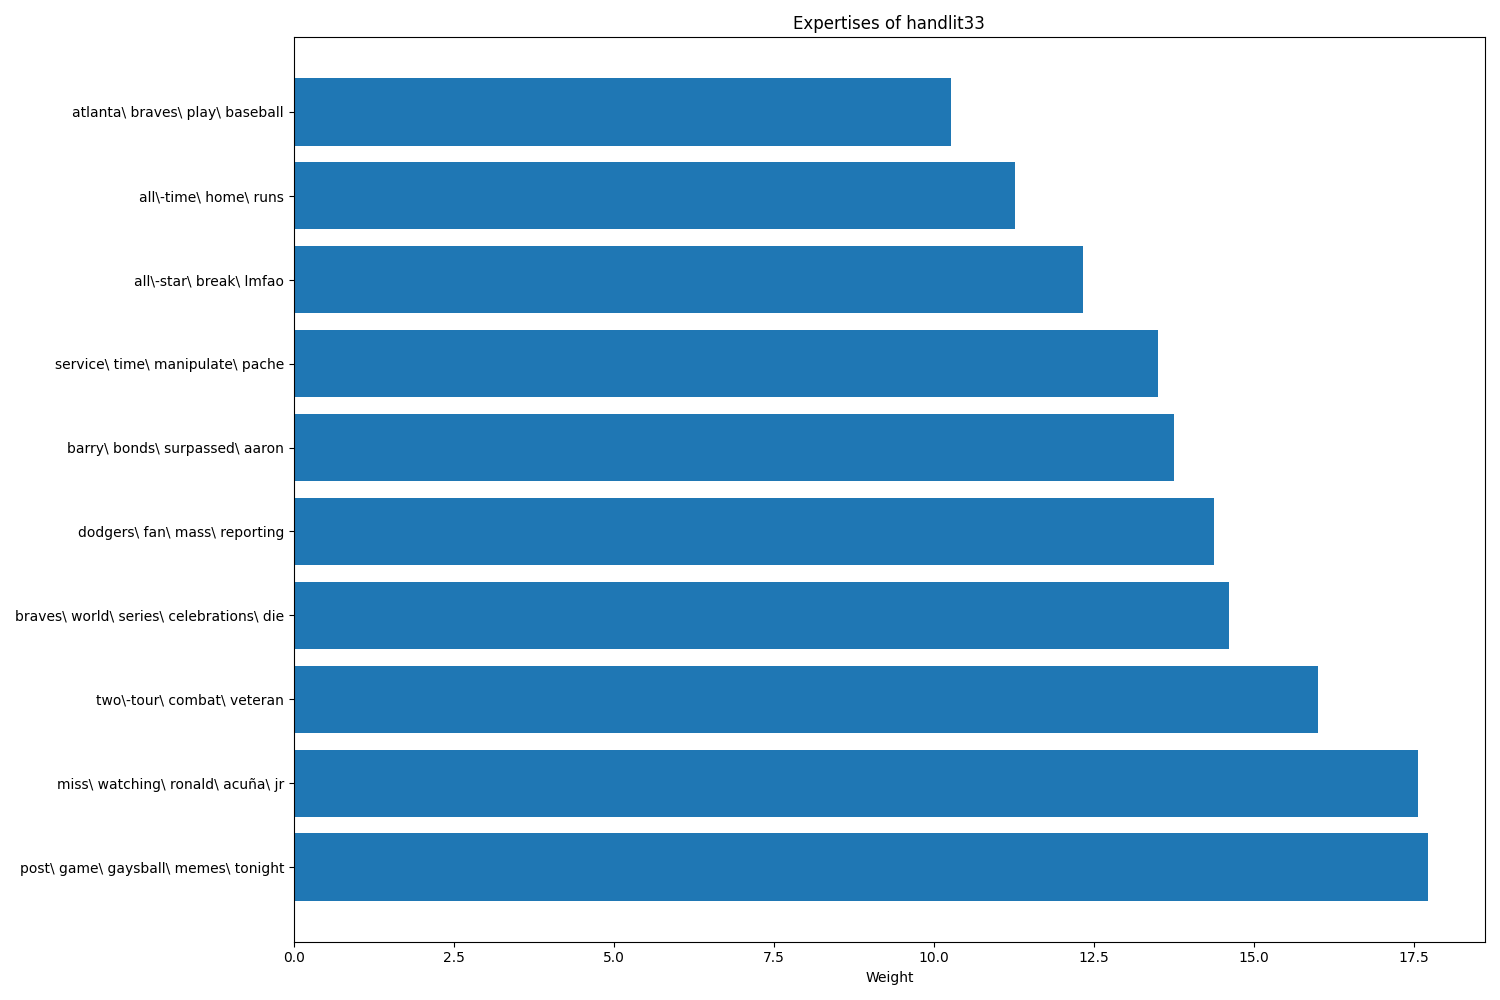 Expertises of handlit33
atlanta\ braves\ play\ baseball
all\-time\ home\ runs
all\-star\ break\ lmfao
service\ time\ manipulate\ pache
barry\ bonds\ surpassed\ aaron
dodgers\ fan\ mass\ reporting
braves\ world\ series\ celebrations\ die
two\-tour\ combat\ veteran
miss\ watching\ ronald\ acuña\ jr
post\ game\ gaysball\ memes\ tonight
0.0 2.5 5.0 7.5 10.0 12.5 15.0 17.5
Weight